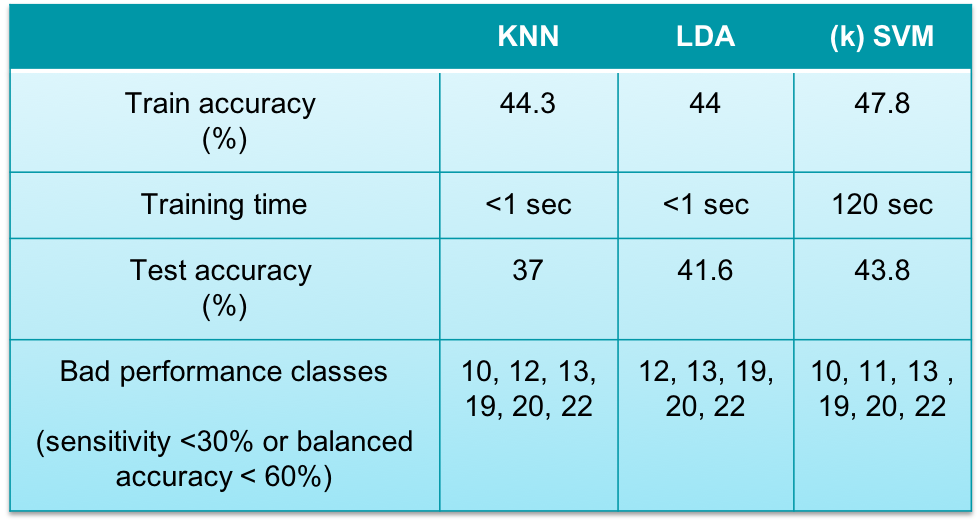 KNN LDA (k) SVM
Train accuracy
(%)
44.3 44 47.8
Training time <1 sec <1 sec 120 sec
Test accuracy
(%)
37 41.6 43.8
Bad performance classes
(sensitivity <30% or balanced
accuracy < 60%)
10, 12, 13,
19, 20, 22
12, 13, 19,
20, 22
10, 11, 13 ,
19, 20, 22